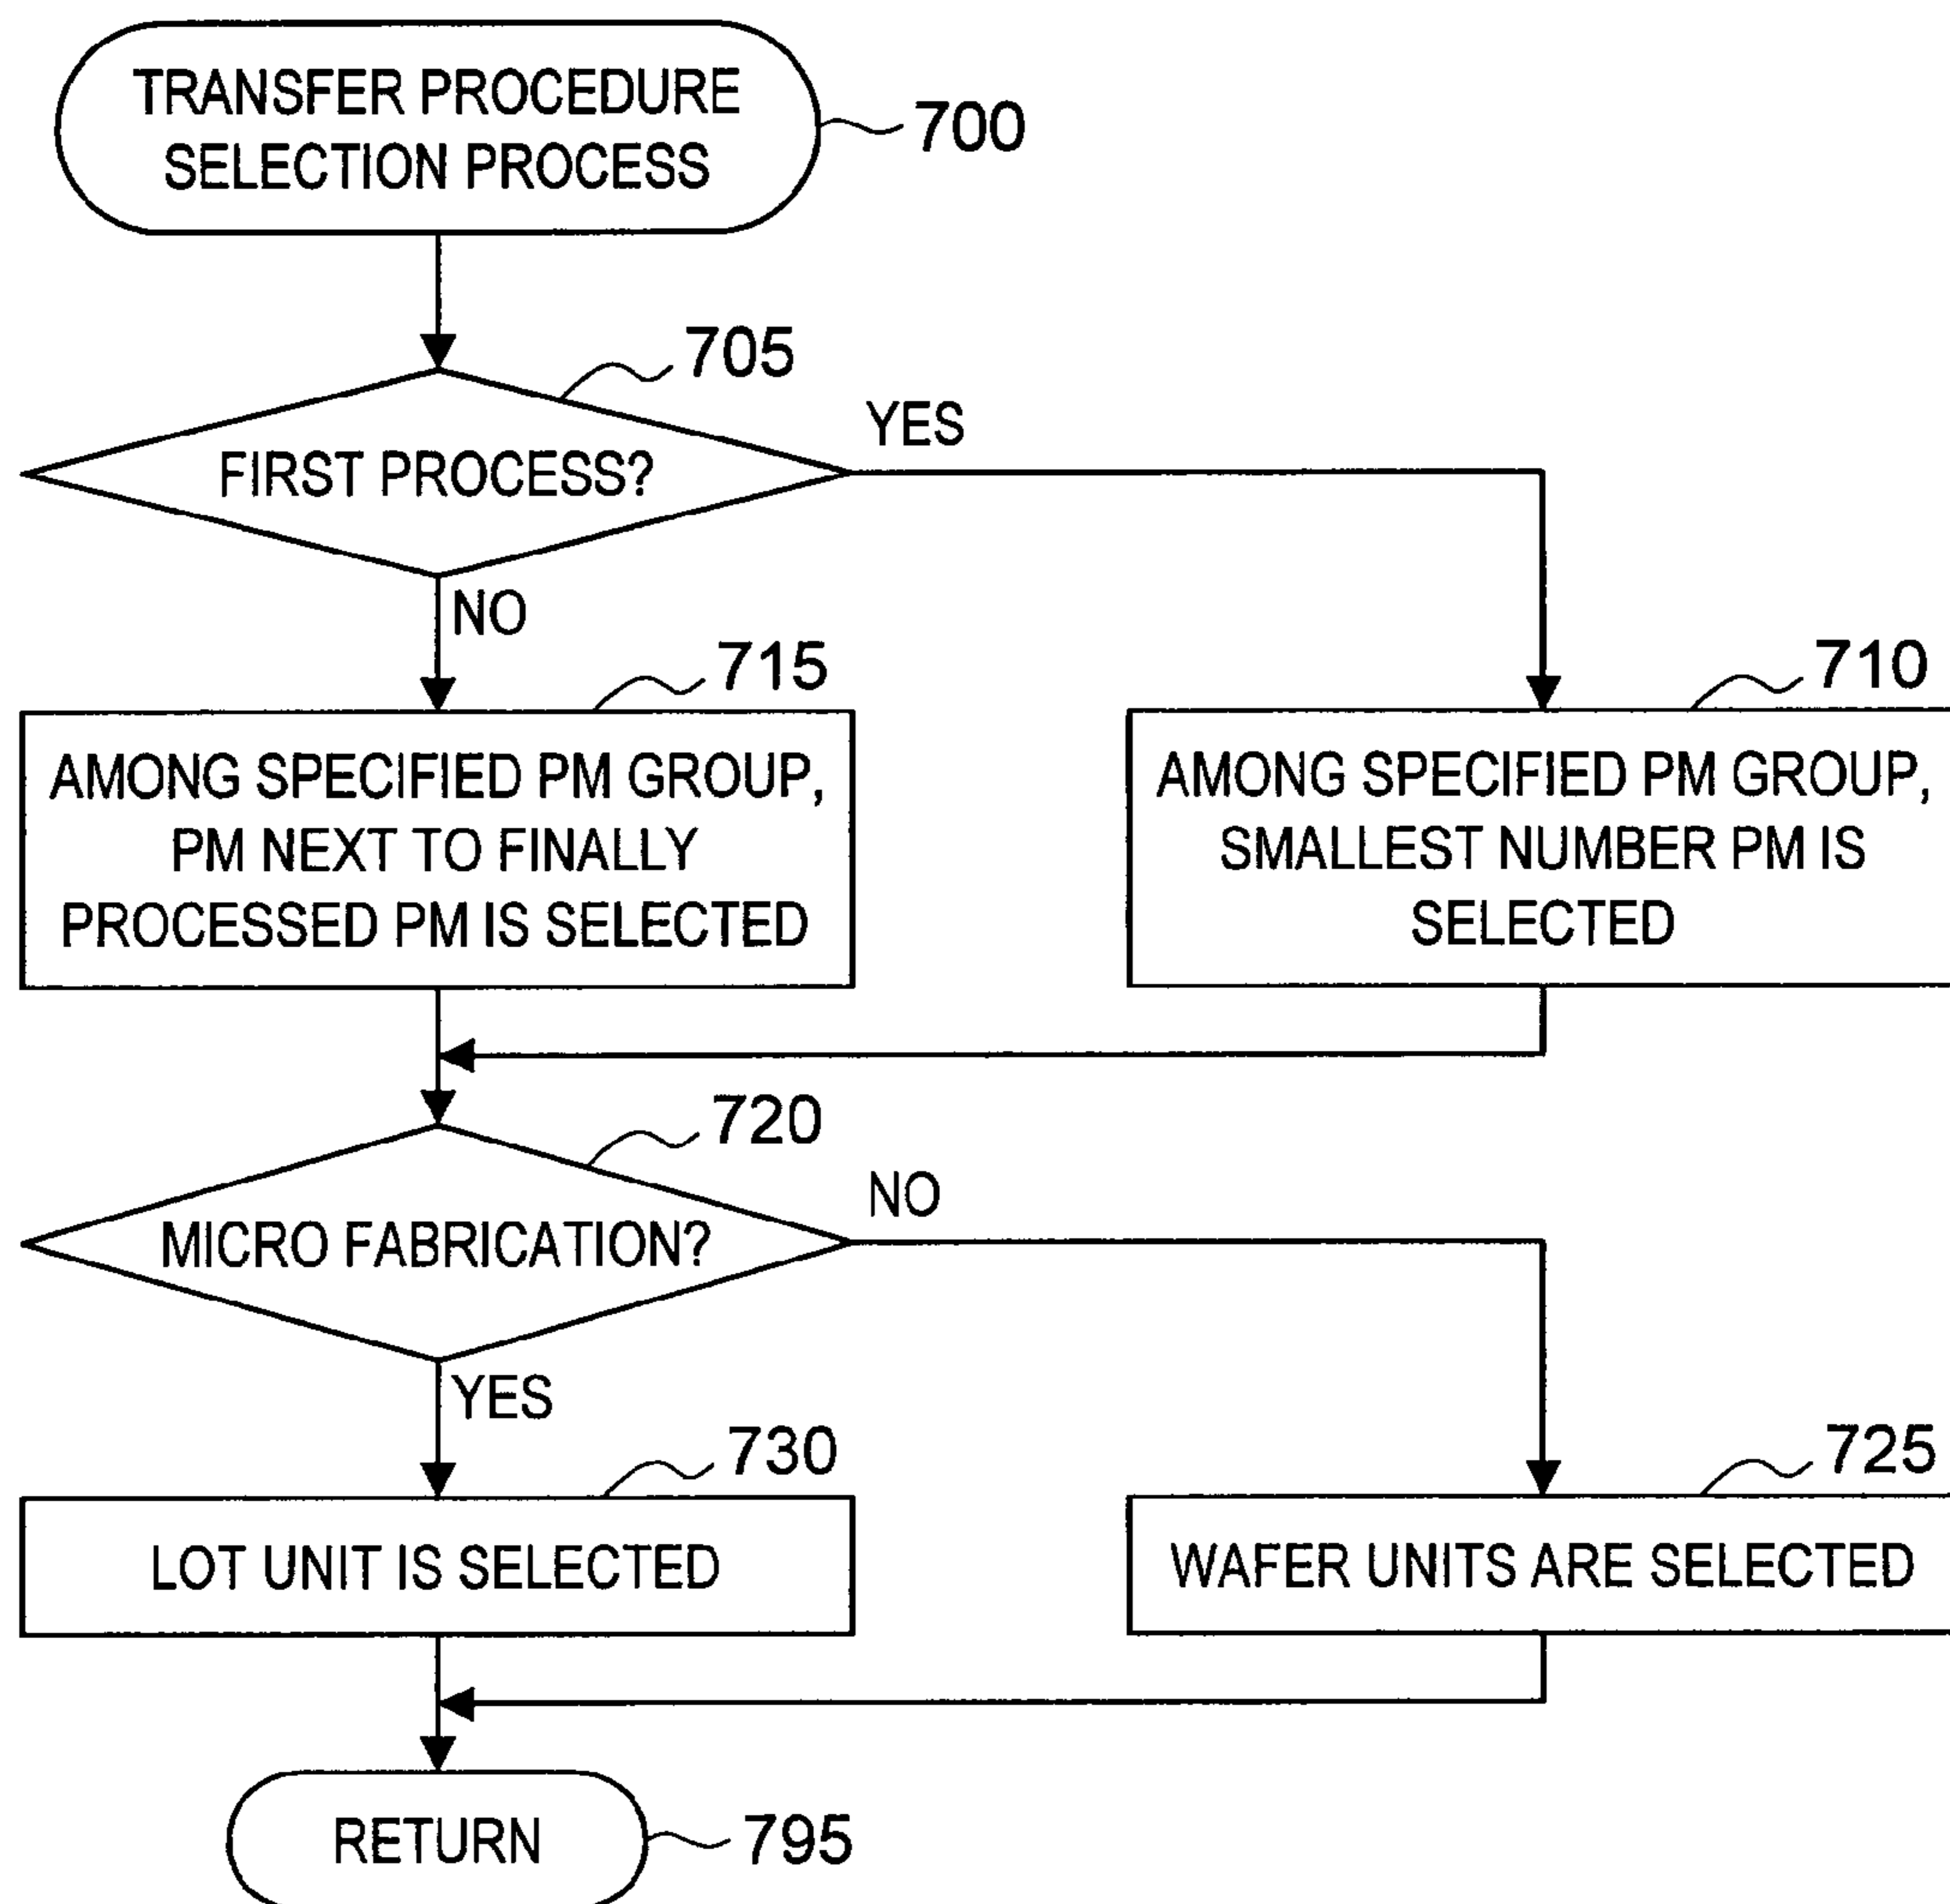 TRANSFER PROCEDURE
SELECTION PROCESS
700
705
FIRST PROCESS?
YES
NO
715
AMONG SPECIFIED PM GROUP,
PM NEXT TO FINALLY
PROCESSED PM IS SELECTED
710
AMONG SPECIFIED PM GROUP,
SMALLEST NUMBER PM IS
SELECTED
720
MICRO FABRICATION?
NO
YES
730
LOT UNIT IS SELECTED
725
WAFER UNITS ARE SELECTED
RETURN
795